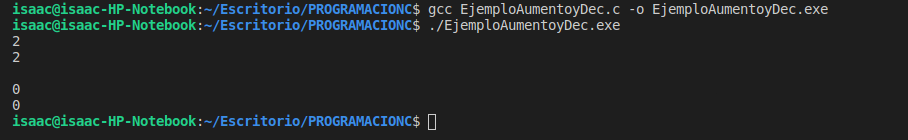 isaac@isaac-HP-Notebook:~/Escritorio/PROGRAMACIONC$ gcc EjemploAumentoyDec.c -o EjemploAumentoyDec.exe
isaac@isaac-HP-Notebook:~/Escritorio/PROGRAMACIONC$ ./EjemploAumentoyDec.exe
2
2
0
0
isaac@isaac-HP-Notebook:~/Escritorio/PROGRAMACIONC$